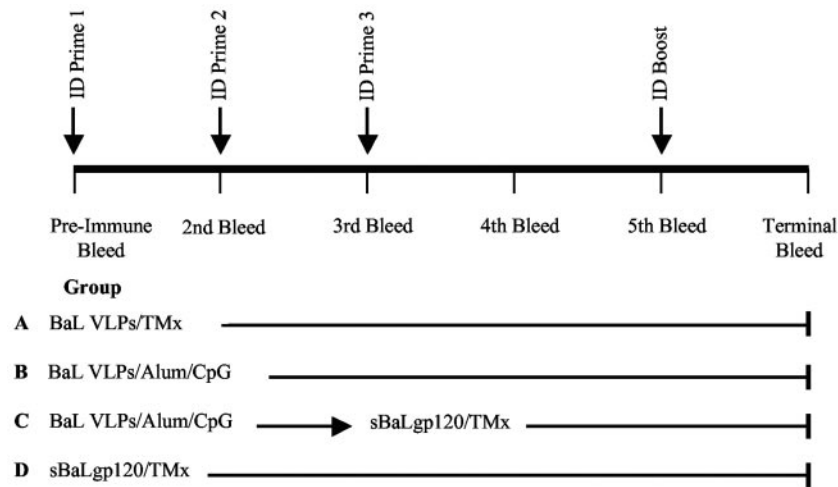 ID Prime 1
ID Prime 2
ID Prime 3
ID Boost
Pre-Immune
Bleed
2nd Bleed
3rd Bleed
4th Bleed
5th Bleed
Terminal
Bleed
Group
A BaL VLPs/TMx
B BaL VLPs/Alum/CpG
C BaL VLPs/Alum/CpG sBaLgp120/TMx
D sBaLgp120/TMx